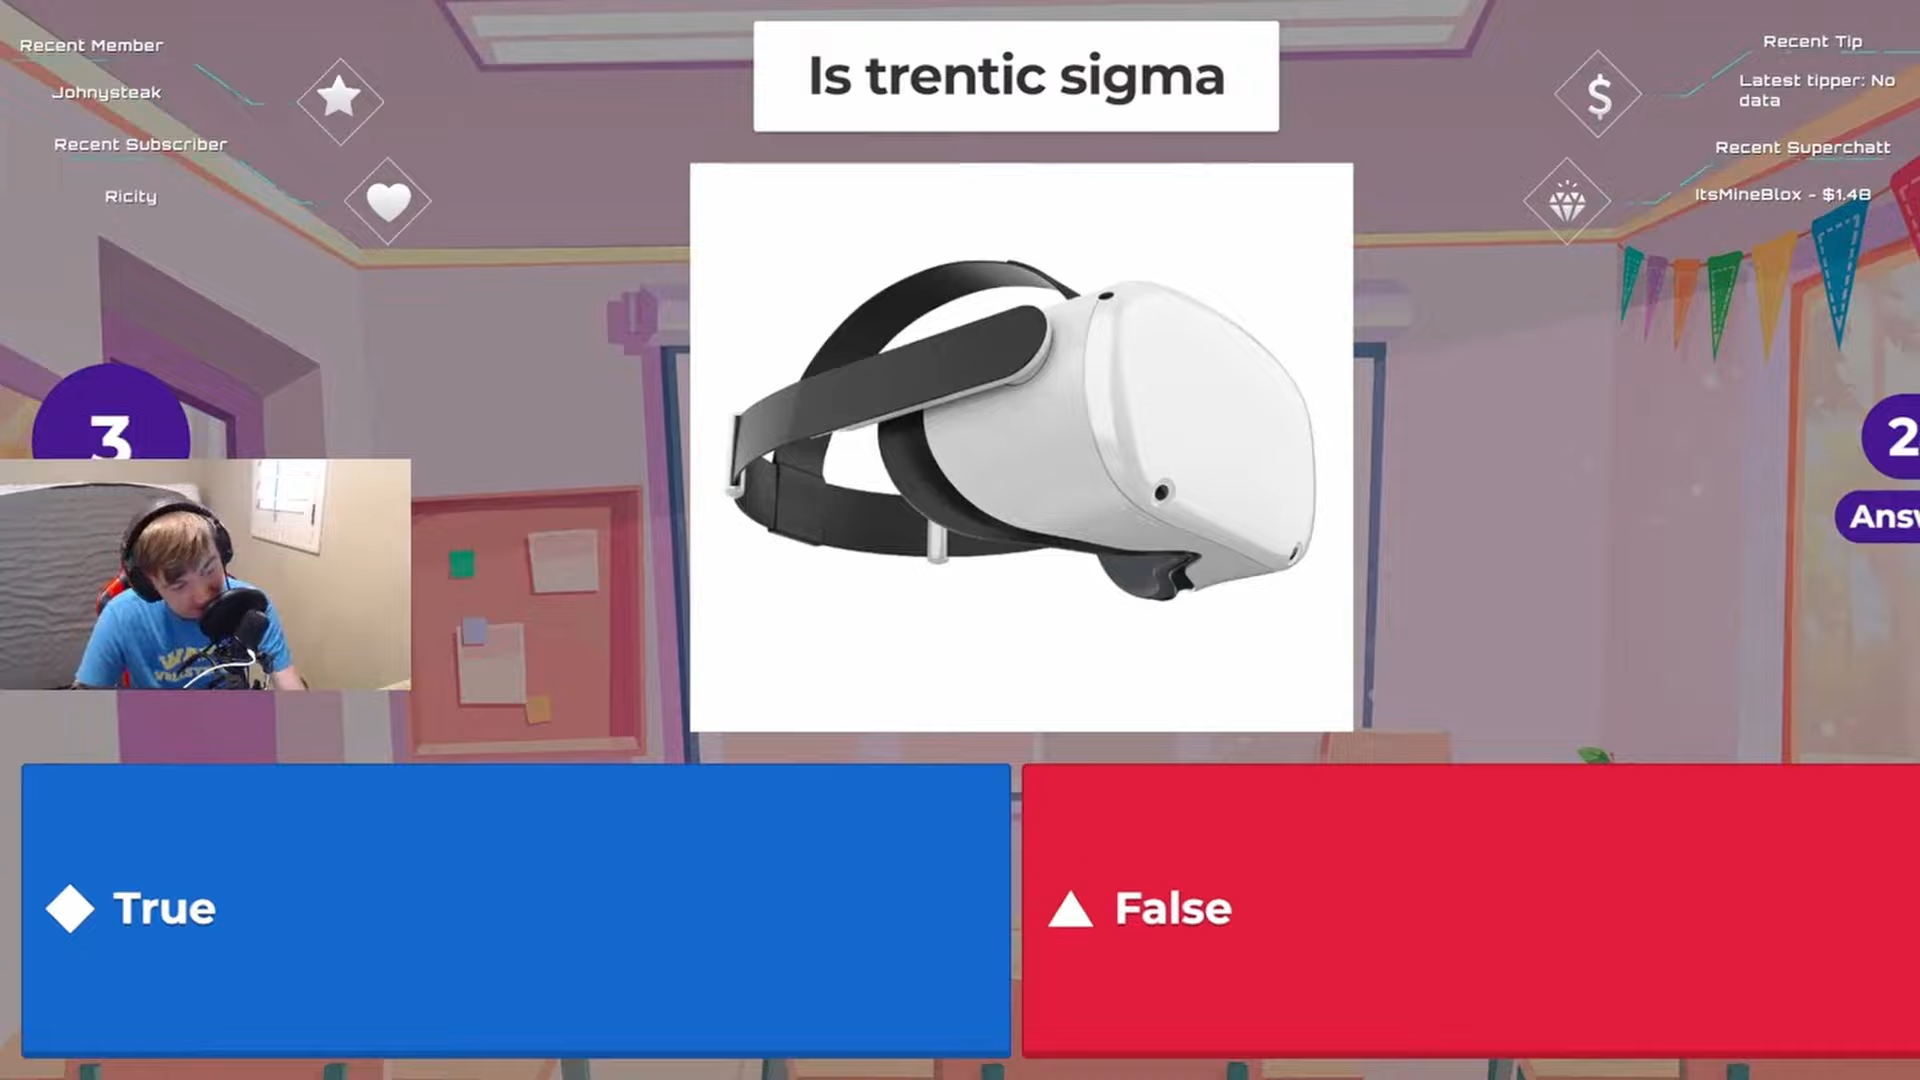 Is trentic sigma
Recent Member
Johnysteak
Recent Subscriber
Ricity
Recent Tip
Latest tipper: No
data
Recent Superchatt
ItsMineBlox - $1.48
3
2
Answ
True
False